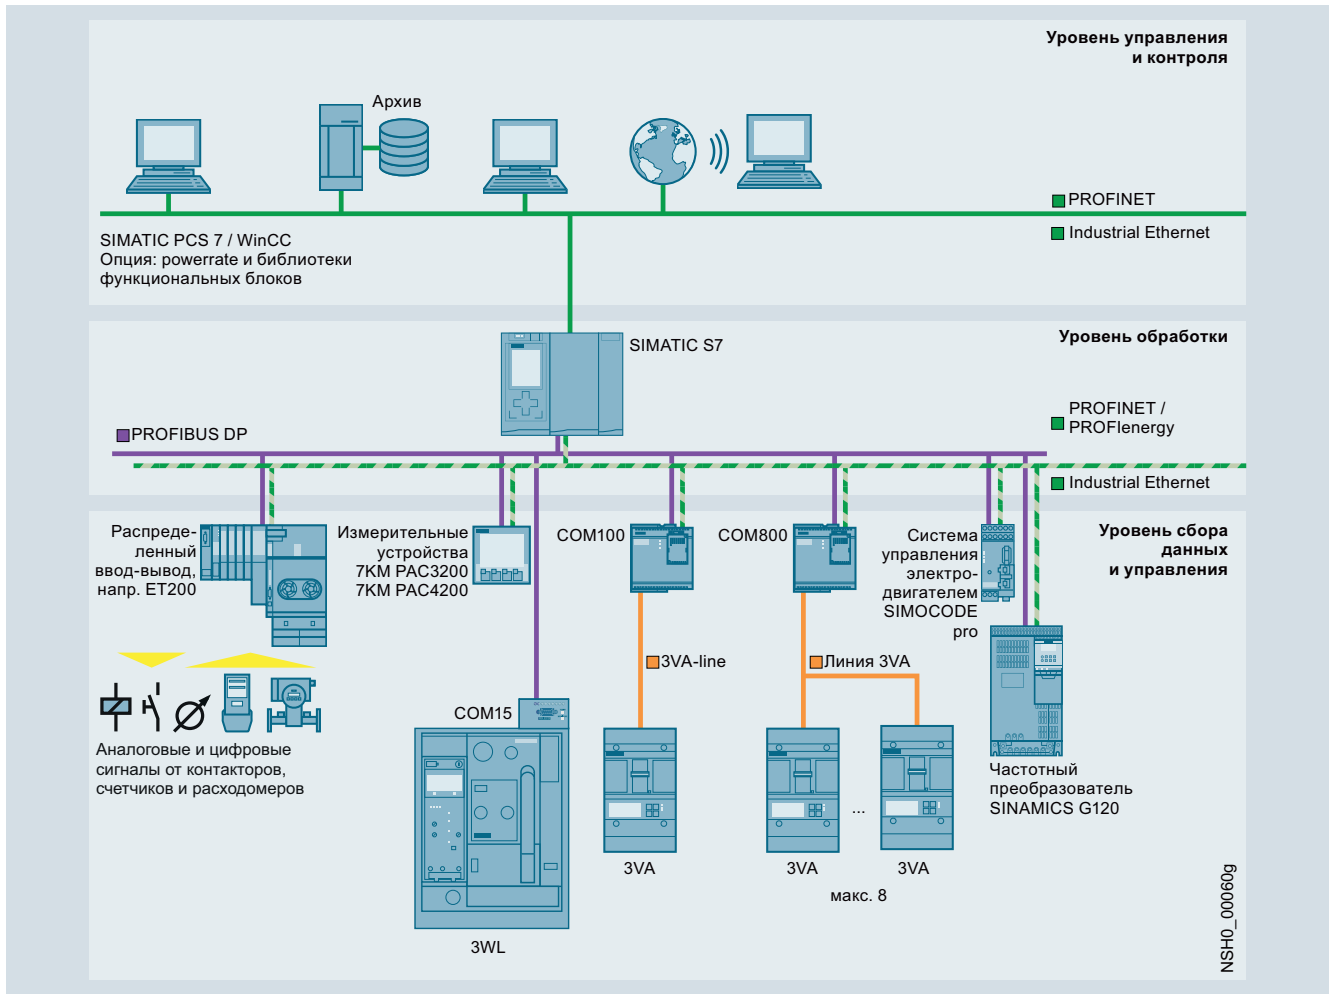 Уровень управления
и контроля
Архив
PROFINET
Industrial Ethernet
SIMATIC PCS 7 / WinCC
Опция: powerrate и библиотеки
функциональных блоков
Уровень обработки
SIMATIC S7
PROFINET /
PROFIenergy
PROFIBUS DP
Industrial Ethernet
Уровень сбора
данных
и управления
Распреде-
ленный
ввод-вывод,
напр. ET200
Измерительные
устройства
7KM PAC3200
7KM PAC4200
COM100
COM800
Система
управления
электро-
двигателем
SIMOCODE
pro
3VA-line
Линия 3VA
COM15
Аналоговые и цифровые
сигналы от контакторов,
счетчиков и расходомеров
Частотный
преобразователь
SINAMICS G120
...
3VA
3VA
3VA
макс. 8
3WL
NSH0_00060g